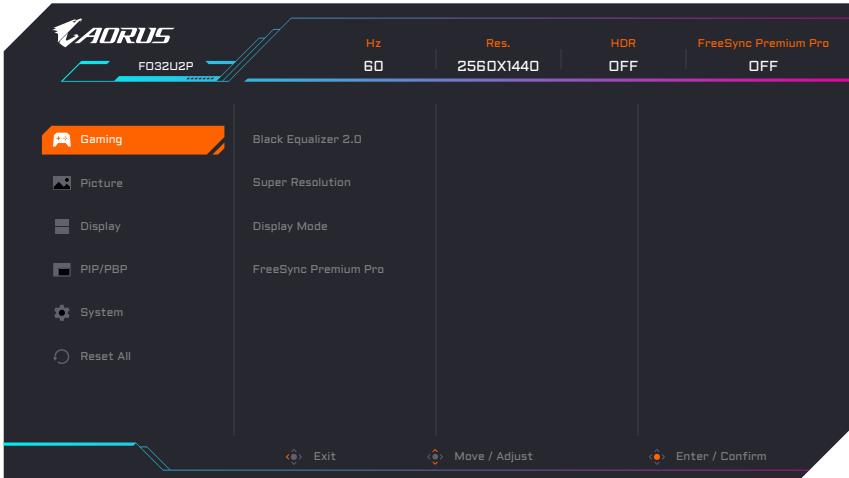 AORUS
FO32U2P
Hz Res. HDR FreeSync Premium Pro
60 2560X1440 OFF OFF
Gaming Black Equalizer 2.0
Picture Super Resolution
Display Display Mode
PIP/PBP FreeSync Premium Pro
System
Reset All
Exit Move / Adjust Enter / Confirm